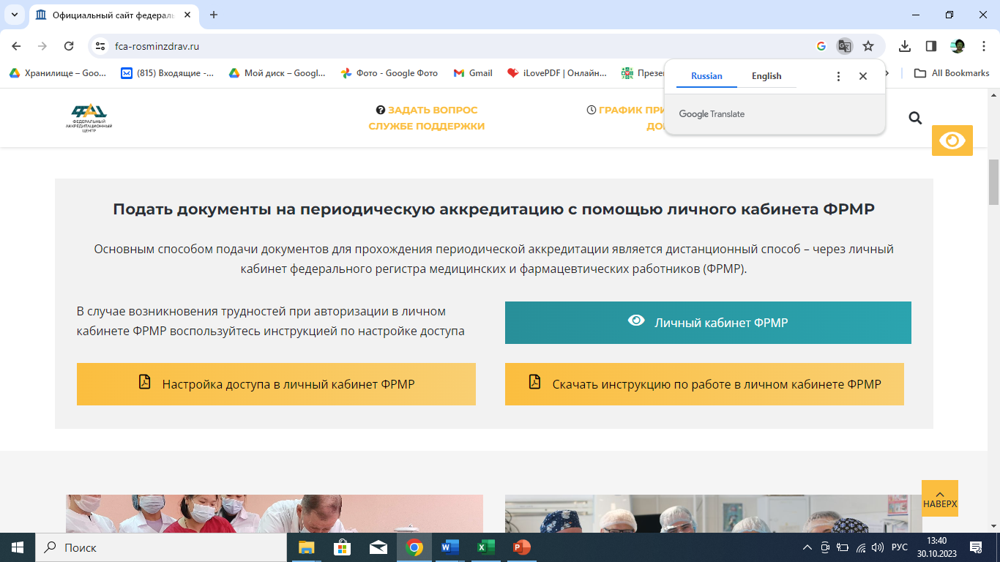 Официальный сайт федераль
fca-rosminzdrav.ru
Хранилище – Goo...
(815) Входящие -...
Мой диск – Googl...
Фото - Google Фото
Gmail
iLovePDF | Онлайн...
Презен
All Bookmarks
Russian
English
Google Translate
ФЕДЕРАЛЬНЫЙ
АККРЕДИТАЦИОННЫЙ
ЦЕНТР
ЗАДАТЬ ВОПРОС
СЛУЖБЕ ПОДДЕРЖКИ
ГРАФИК ПРИ
ДО
Подать документы на периодическую аккредитацию с помощью личного кабинета ФРМР
Основным способом подачи документов для прохождения периодической аккредитации является дистанционный способ – через личный
кабинет федерального регистра медицинских и фармацевтических работников (ФРМР).
В случае возникновения трудностей при авторизации в личном
кабинете ФРМР воспользуйтесь инструкцией по настройке доступа
Личный кабинет ФРМР
Настройка доступа в личный кабинет ФРМР
Скачать инструкцию по работе в личном кабинете ФРМР
НАВЕРХ
Поиск
РУС
13:40
30.10.2023